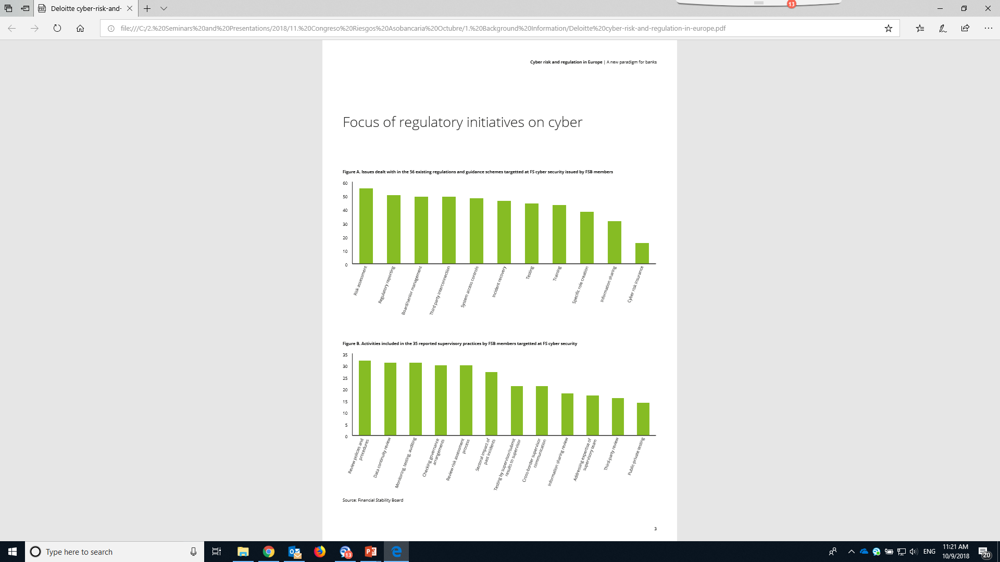 Deloitte cyber-risk-and-
13
file:///C:/2.%20Seminars%20and%20Presentations/2018/11.%20Congreso%20Riesgos%20Asobancaria%20Octubre/1.%20Background%20Information/Deloitte%20cyber-risk-and-regulation-in-europe.pdf
Cyber risk and regulation in Europe | A new paradigm for banks
Focus of regulatory initiatives on cyber
Figure A. Issues dealt with in the 56 existing regulations and guidance schemes targetted at FS cyber security issued by FSB members
60
50
40
30
20
10
0
Risk assessment
Regulatory reporting
Board/senior management
Third party interconnection
System access controls
Incident recovery
Testing
Training
Specific role creation
Information sharing
Cyber risk insurance
Figure B. Activities included in the 35 reported supervisory practices by FSB members targetted at FS cyber security
35
30
25
20
15
10
5
0
Review policies and
procedures
Data continuity review
Monitoring, testing, auditing
Checking governance
arrangements
Review risk assessment
process
Sectoral impact of
past incidents
Testing by supervisor/submit
results to supervisor
Cross-border supervisor
communication
Information sharing review
Addressing expertise of
supervisory team
Third-party review
Public-private testing
Source: Financial Stability Board
3
Type here to search
13
ENG
11:21 AM
10/9/2018
20